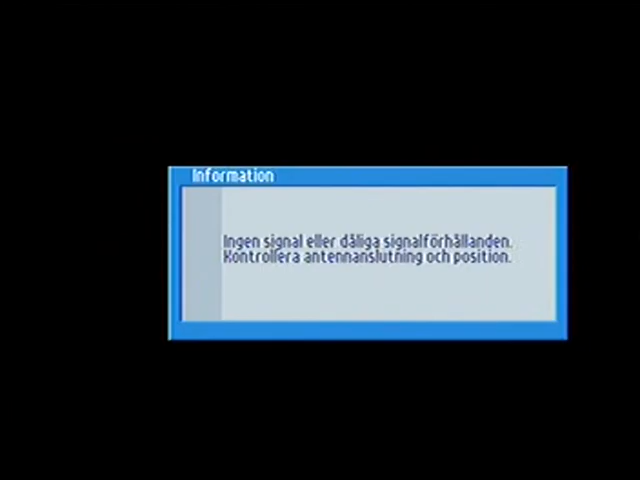 Information
Ingen signal eller dåliga signalförhållanden.
Kontrollera antennanslutning och position.